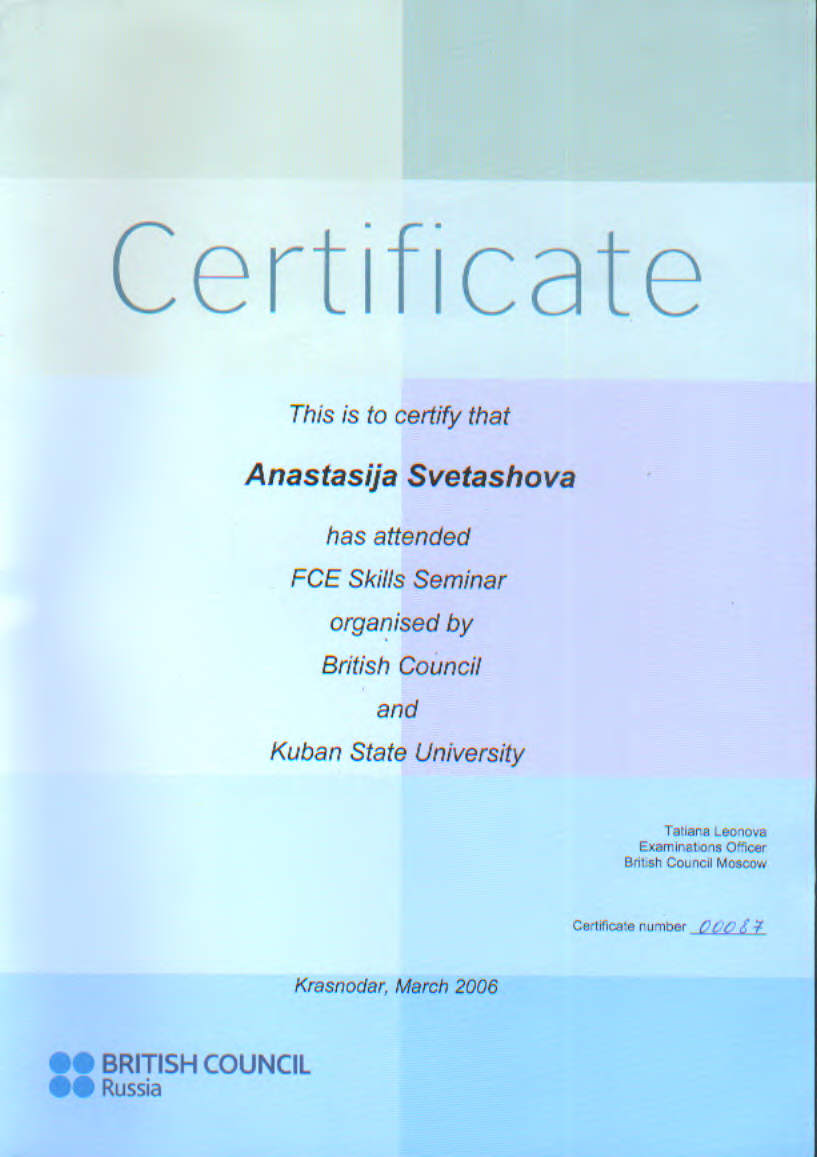 Certificate
This is to certify that
Anastasija Svetashova
has attended
FCE Skills Seminar
organised by
British Council
and
Kuban State University
Tatiana Leonova
Examinations Officer
British Council Moscow
Certificate number 00087
Krasnodar, March 2006
BRITISH COUNCIL
Russia